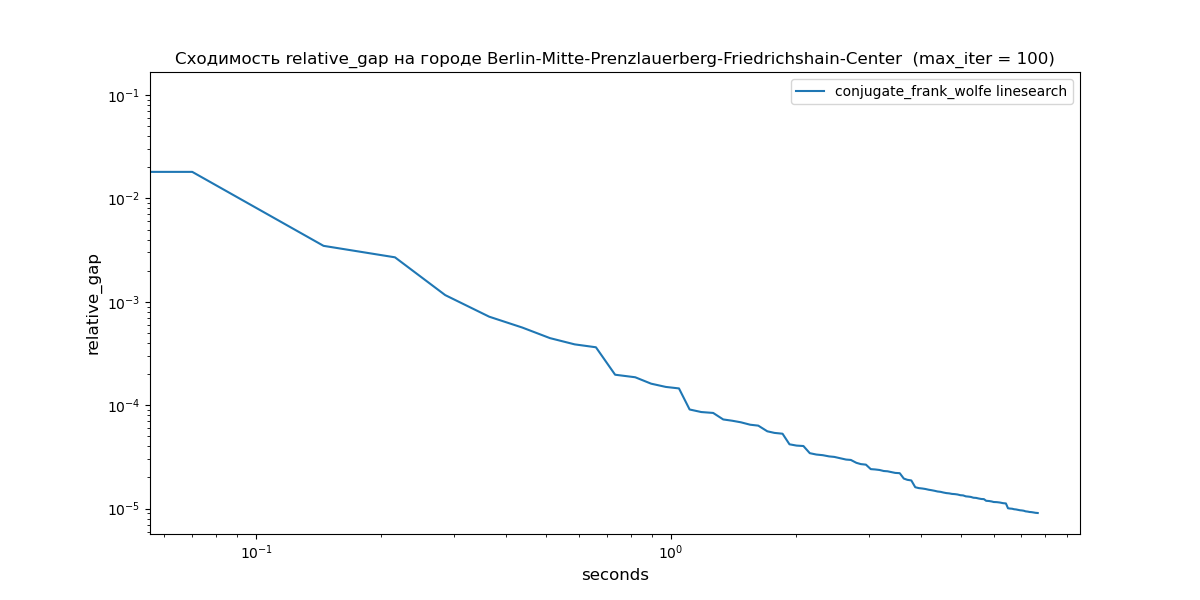 Сходимость relative_gap на городе Berlin-Mitte-Prenzlauerberg-Friedrichshain-Center  (max_iter = 100)
conjugate_frank_wolfe linesearch
relative_gap
10⁻¹
10⁻²
10⁻³
10⁻⁴
10⁻⁵
10⁻¹ 10⁰
seconds